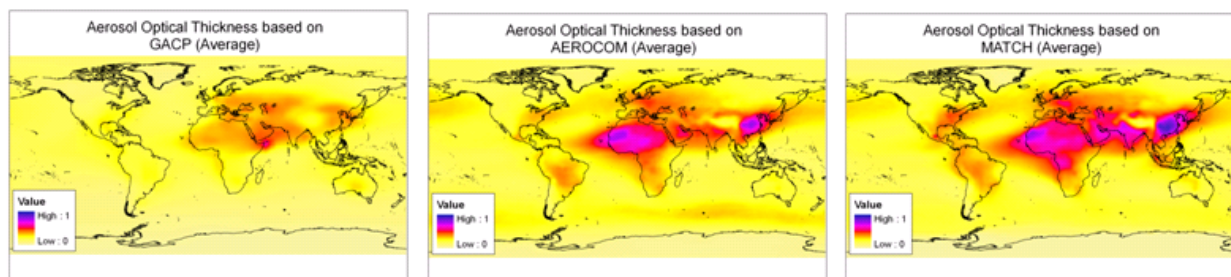 Aerosol Optical Thickness based on
GACP (Average)
Value
High : 1
Low : 0
Aerosol Optical Thickness based on
AEROCOM (Average)
Value
High : 1
Low : 0
Aerosol Optical Thickness based on
MATCH (Average)
Value
High : 1
Low : 0